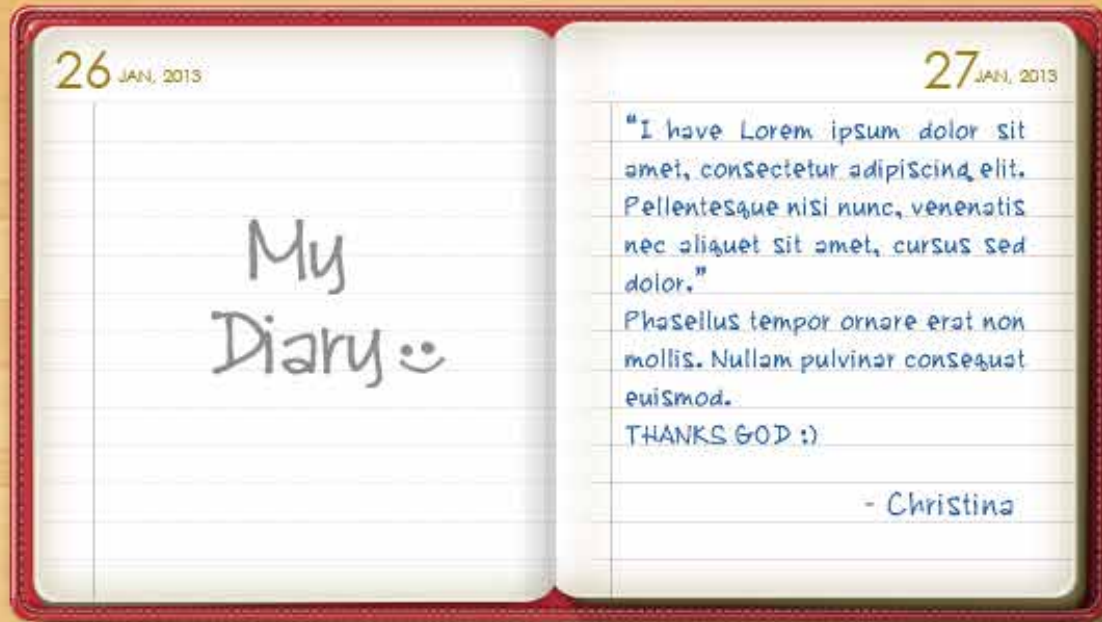 26 JAN, 2013
My
Diary :)
27 JAN, 2013
"I have Lorem ipsum dolor sit
amet, consectetur adipiscing elit.
Pellentesque nisi nunc, venenatis
nec aliquet sit amet, cursus sed
dolor."
Phasellus tempor ornare erat non
mollis. Nullam pulvinar consequat
euismod.
THANKS GOD :)
- Christina